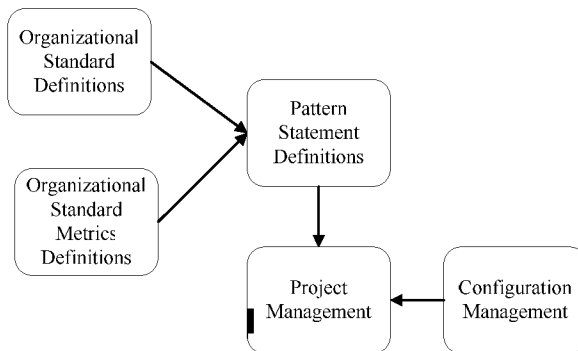 Organizational
Standard
Definitions
Pattern
Statement
Definitions
Organizational
Standard
Metrics
Definitions
Project
Management
Configuration
Management